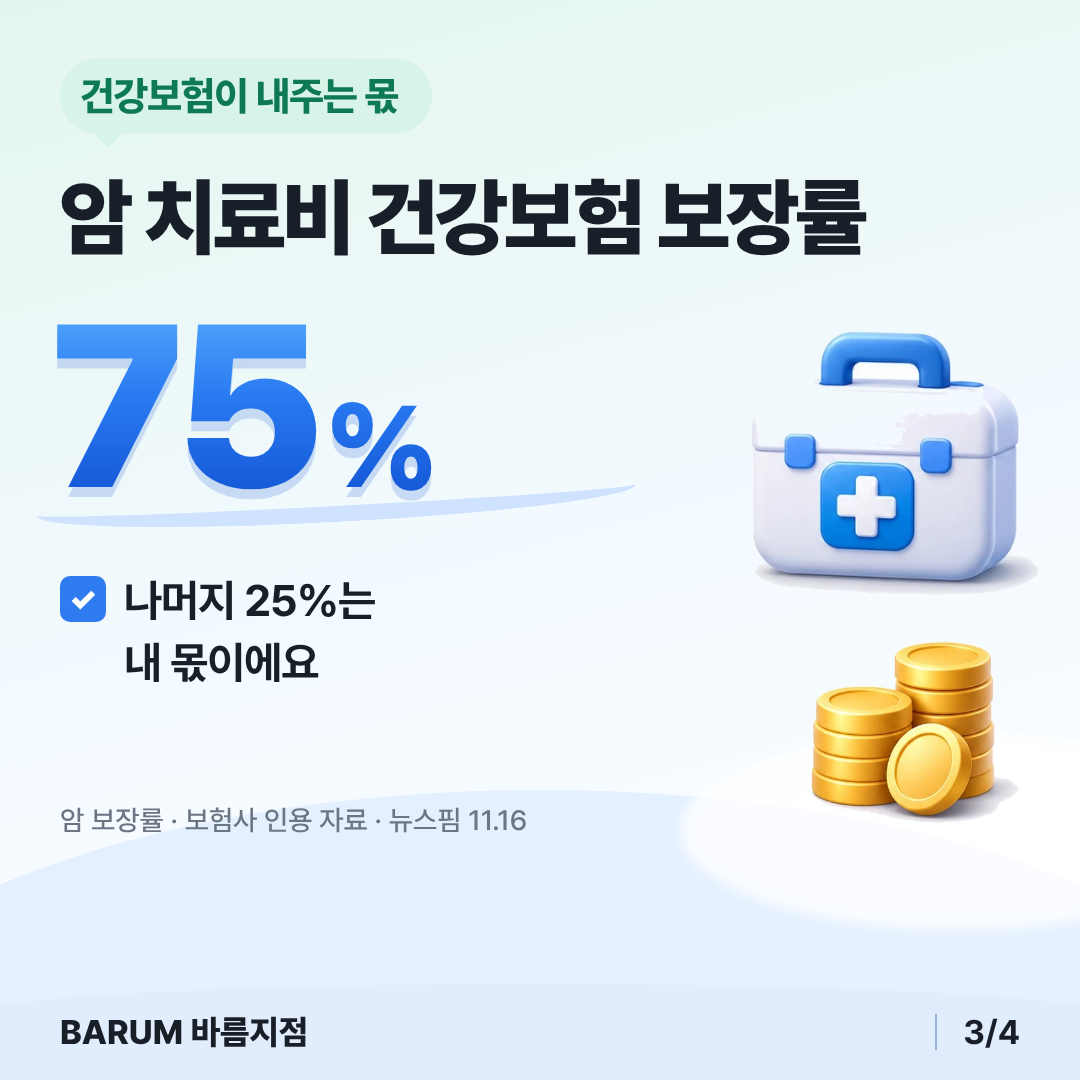 건강보험이 내주는 몫
암 치료비 건강보험 보장률
75%
나머지 25%는
내 몫이에요
암 보장률 · 보험사 인용 자료 · 뉴스핌 11.16
BARUM 바름지점
3/4